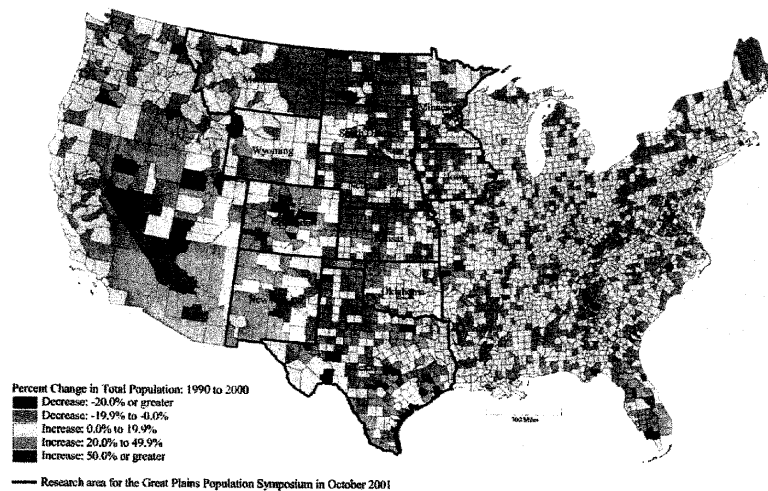 Wyoming
Percent Change in Total Population: 1990 to 2000
Decrease: -20.0% or greater
Decrease: -19.9% to -0.0%
Increase: 0.0% to 19.9%
Increase: 20.0% to 49.9%
Increase: 50.0% or greater
Research area for the Great Plains Population Symposium in October 2001